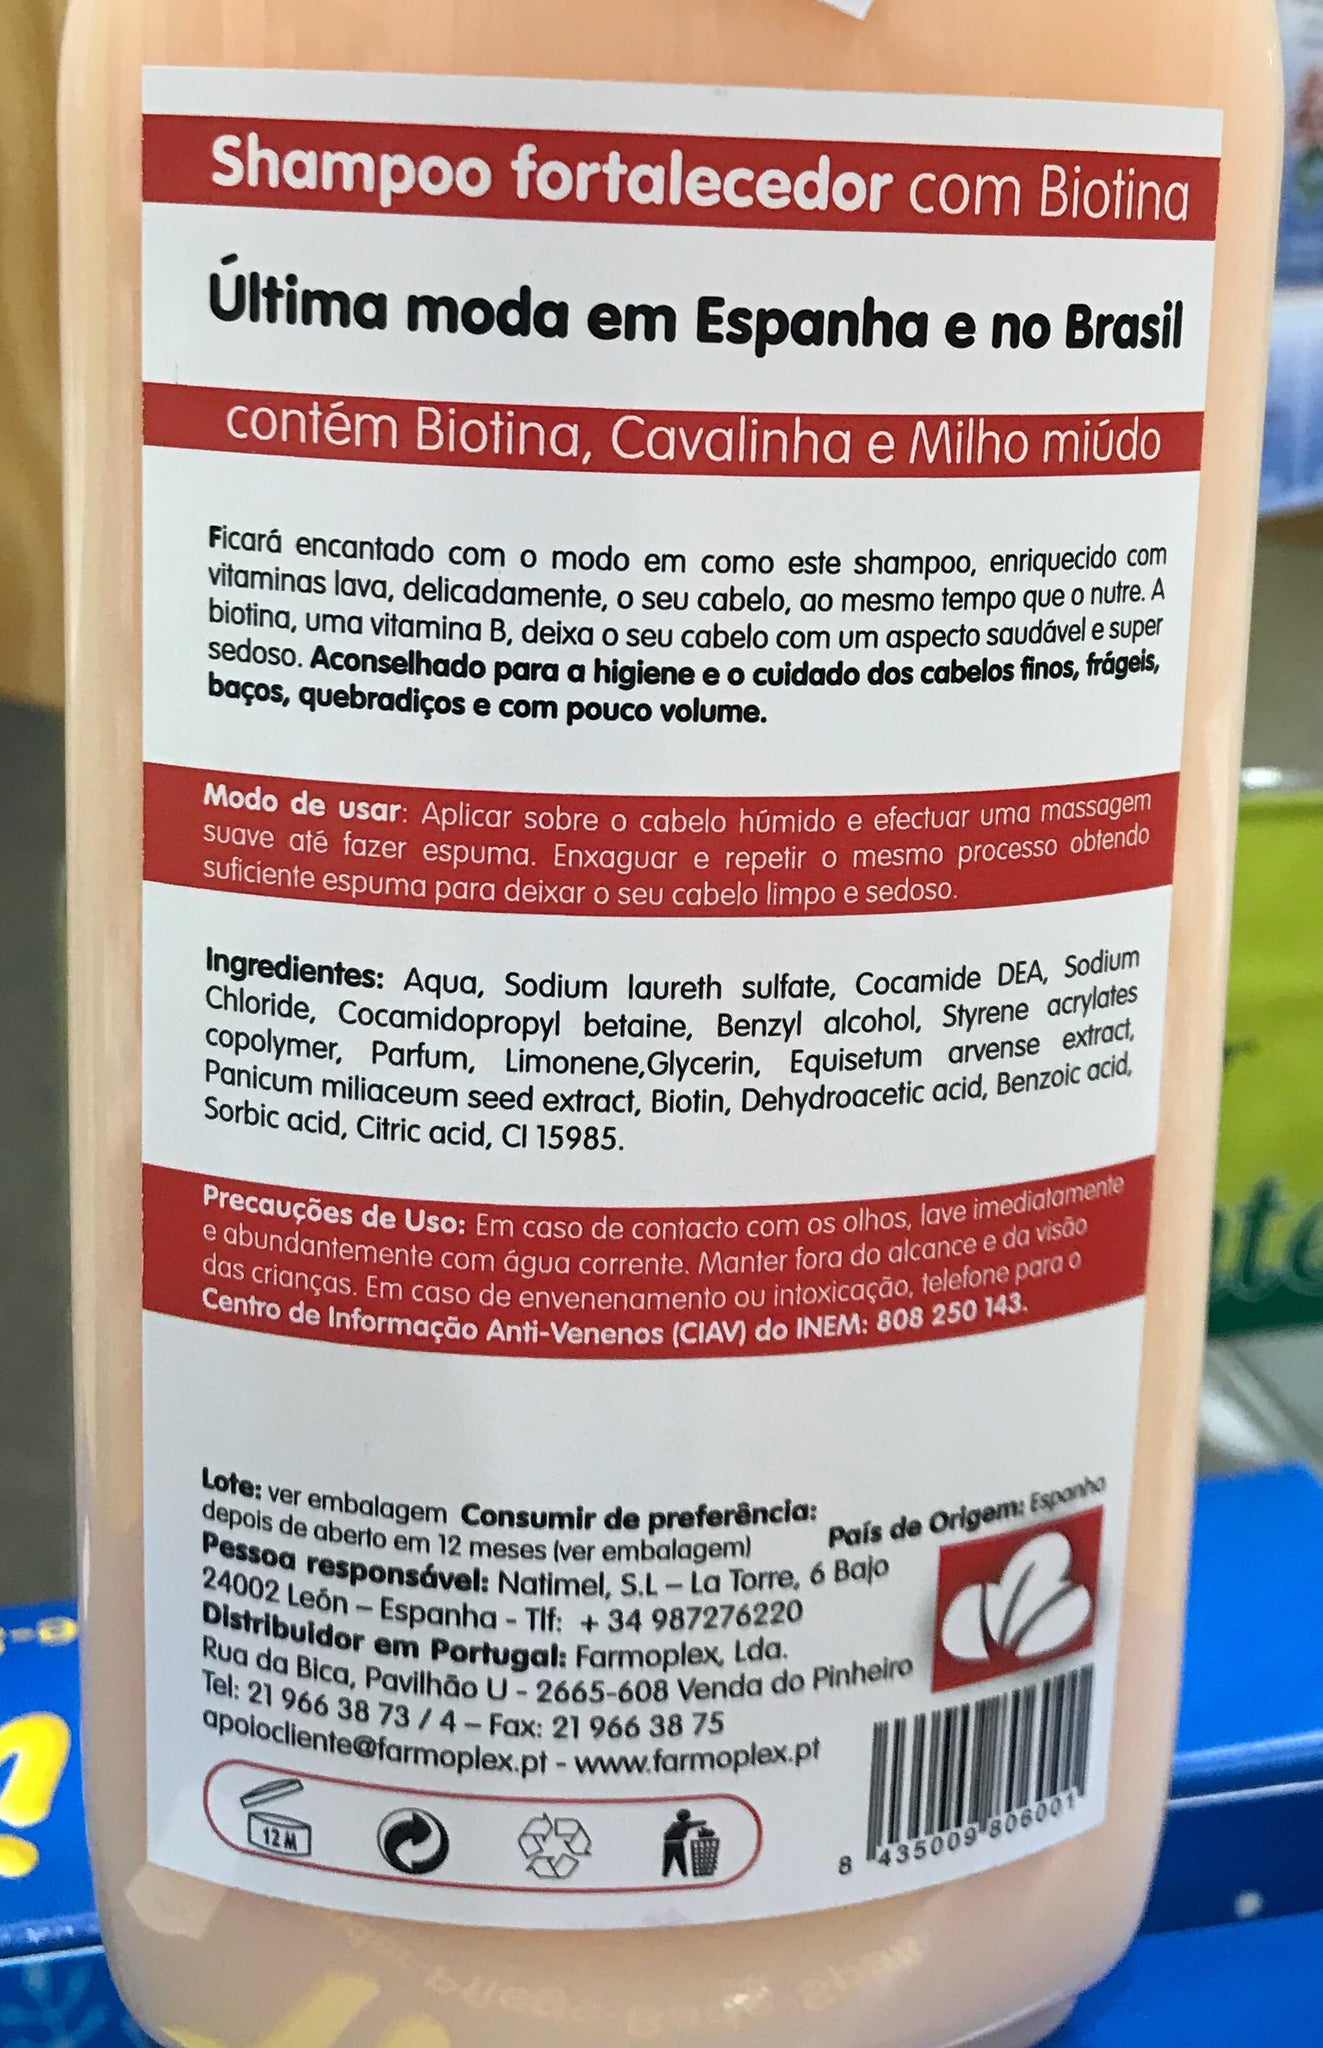 Shampoo fortalecedor com Biotina
Última moda em Espanha e no Brasil
contém Biotina, Cavalinha e Milho miúdo
Ficará encantado com o modo em como este shampoo, enriquecido com
vitaminas lava, delicadamente, o seu cabelo, ao mesmo tempo que o nutre. A
biotina, uma vitamina B, deixa o seu cabelo com um aspecto saudável e super
sedoso. Aconselhado para a higiene e o cuidado dos cabelos finos, frágeis,
baços, quebradiços e com pouco volume.
Modo de usar: Aplicar sobre o cabelo húmido e efectuar uma massagem
suave até fazer espuma. Enxaguar e repetir o mesmo processo obtendo
suficiente espuma para deixar o seu cabelo limpo e sedoso.
Ingredientes: Aqua, Sodium laureth sulfate, Cocamide DEA, Sodium
Chloride, Cocamidopropyl betaine, Benzyl alcohol, Styrene acrylates
copolymer, Parfum, Limonene,Glycerin, Equisetum arvense extract,
Panicum miliaceum seed extract, Biotin, Dehydroacetic acid, Benzoic acid,
Sorbic acid, Citric acid, CI 15985.
Precauções de Uso: Em caso de contacto com os olhos, lave imediatamente
e abundantemente com água corrente. Manter fora do alcance e da visão
das crianças. Em caso de envenenamento ou intoxicação, telefone para o
Centro de Informação Anti-Venenos (CIAV) do INEM: 808 250 143.
Lote: ver embalagem Consumir de preferência:
depois de aberto em 12 meses (ver embalagem)
País de Origem: Espanha
Pessoa responsável: Natimel, S.L – La Torre, 6 Bajo
24002 León – Espanha - Tlf: + 34 987276220
Distribuidor em Portugal: Farmoplex, Lda.
Rua da Bica, Pavilhão U - 2665-608 Venda do Pinheiro
Tel: 21 966 38 73 / 4 – Fax: 21 966 38 75
apoiocliente@farmoplex.pt - www.farmoplex.pt
12 M
8 435009 806001